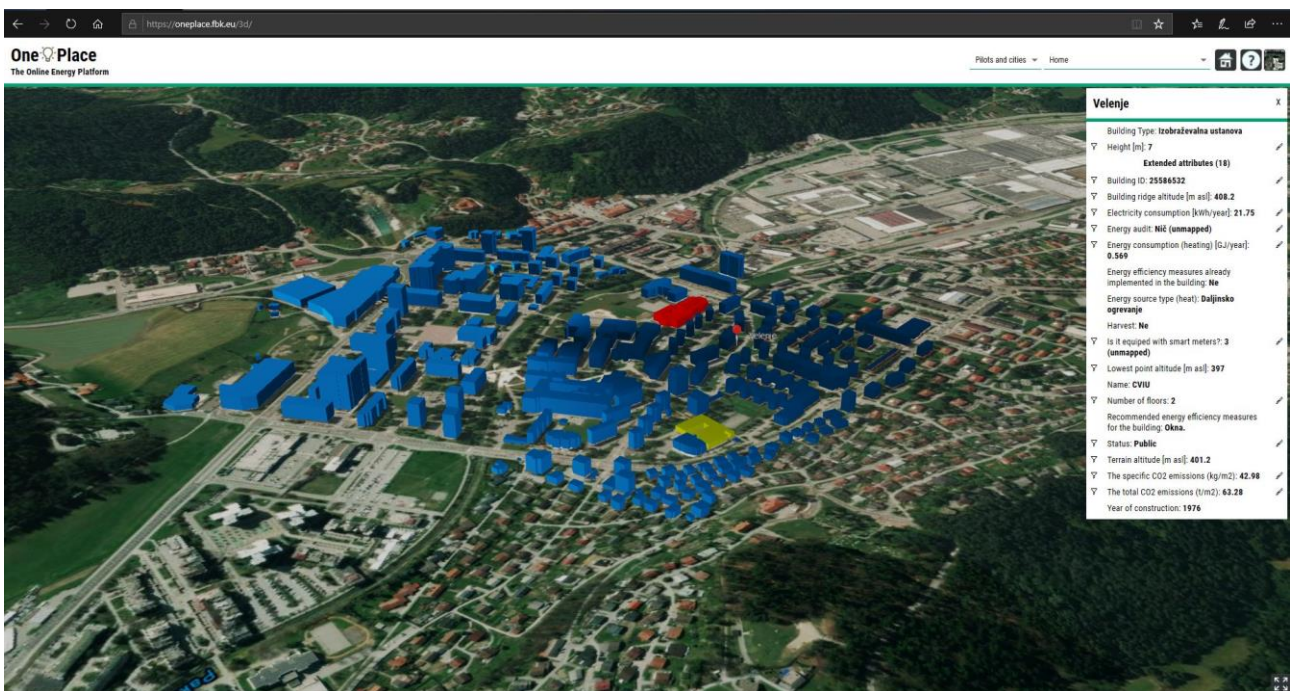 https://oneplace.fbk.eu/3d/
One Place
The Online Energy Platform
Pilots and cities
Home
?
Velenje
X
Building Type: Izobraževalna ustanova
Height [m]: 7
Extended attributes (18)
Building ID: 25586532
Building ridge altitude [m asl]: 408.2
Electricity consumption [kWh/year]: 21.75
Energy audit: Nič (unmapped)
Energy consumption (heating) [GJ/year]:
0.569
Energy efficiency measures already
implemented in the building: Ne
Energy source type (heat): Daljinsko
ogrevanje
Harvest: Ne
Is it equiped with smart meters?: 3
(unmapped)
Lowest point altitude [m asl]: 397
Name: CVIU
Number of floors: 2
Recommended energy efficiency measures
for the building: Okna.
Status: Public
Terrain altitude [m asl]: 401.2
The specific CO2 emissions (kg/m2): 42.98
The total CO2 emissions (t/m2): 63.28
Year of construction: 1976